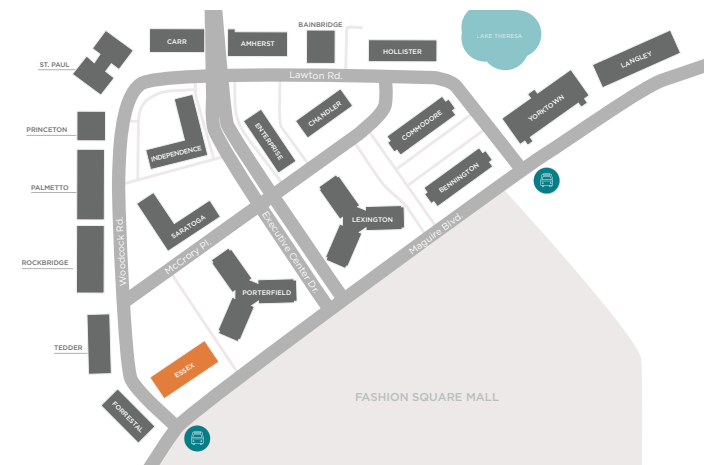 BAINBRIDGE
CARR
AMHERST
HOLLISTER
LAKE THERESA
LANGLEY
ST. PAUL
Lawton Rd.
YORKTOWN
PRINCETON
INDEPENDENCE
ENTERPRISE
CHANDLER
COMMODORE
PALMETTO
BENNINGTON
SARATOGA
LEXINGTON
Woodcock Rd.
McCrory Pl.
Executive Center Dr.
Maguire Blvd.
ROCKBRIDGE
PORTERFIELD
TEDDER
ESSEX
FORRESTAL
FASHION SQUARE MALL